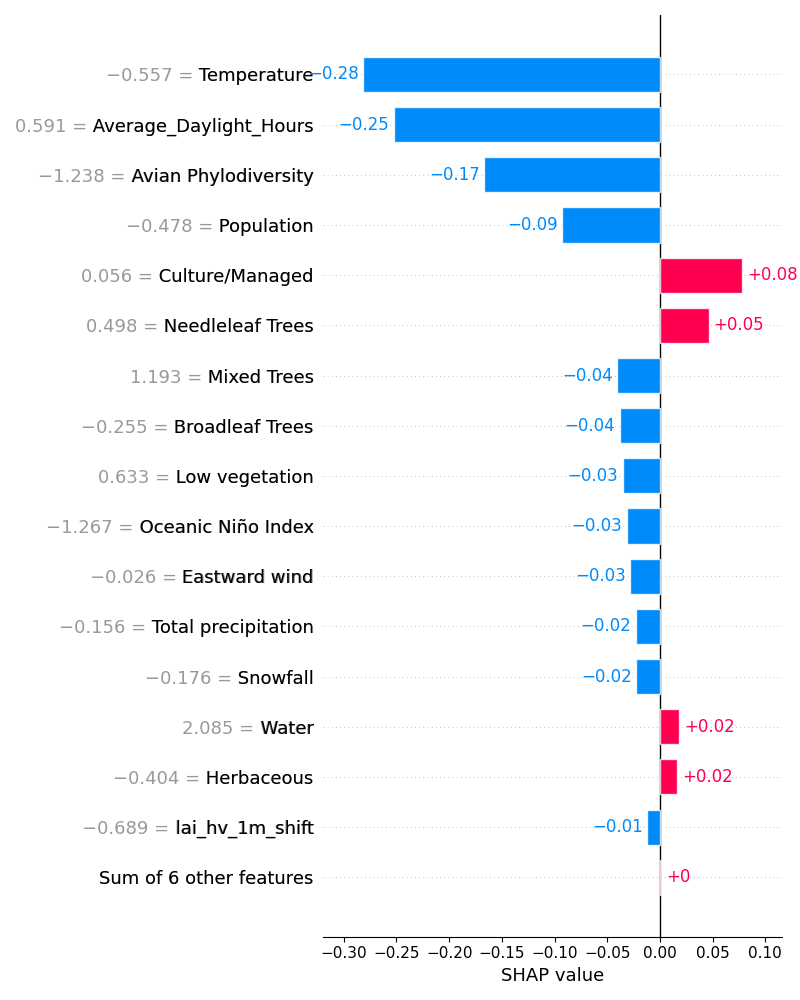 −0.557 = Temperature −0.28
0.591 = Average_Daylight_Hours −0.25
−1.238 = Avian Phylodiversity −0.17
−0.478 = Population −0.09
0.056 = Culture/Managed +0.08
0.498 = Needleleaf Trees +0.05
1.193 = Mixed Trees −0.04
−0.255 = Broadleaf Trees −0.04
0.633 = Low vegetation −0.03
−1.267 = Oceanic Niño Index −0.03
−0.026 = Eastward wind −0.03
−0.156 = Total precipitation −0.02
−0.176 = Snowfall −0.02
2.085 = Water +0.02
−0.404 = Herbaceous +0.02
−0.689 = lai_hv_1m_shift −0.01
Sum of 6 other features +0
−0.30 −0.25 −0.20 −0.15 −0.10 −0.05 0.00 0.05 0.10
SHAP value